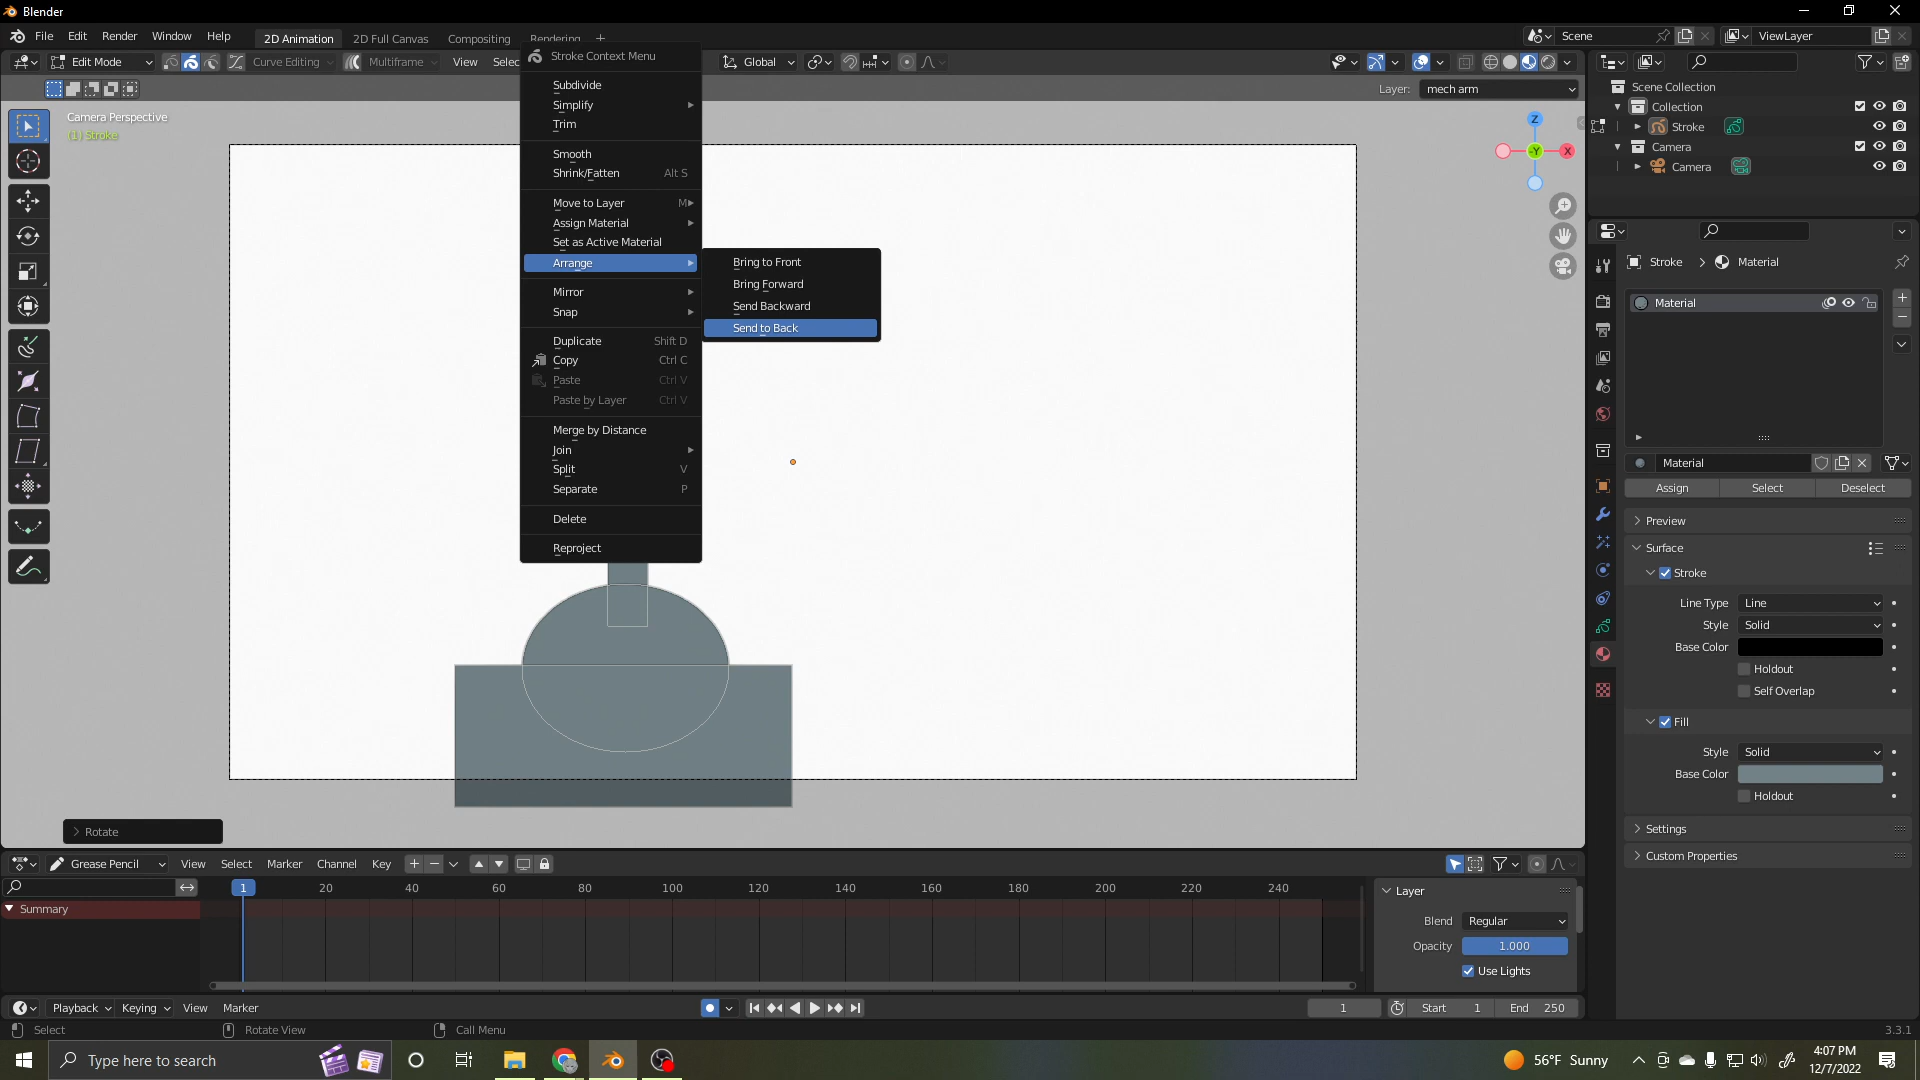 Blender
File Edit Render Window Help 2D Animation 2D Full Canvas Compositing Rendering + Scene ViewLayer
Edit Mode Curve Editing Multiframe View Selec Global
Layer: mech arm
Camera Perspective
(1) Stroke
Stroke Context Menu
Subdivide
Simplify
Trim
Smooth
Shrink/Fatten Alt S
Move to Layer M
Assign Material
Set as Active Material
Arrange
Mirror
Snap
Duplicate Shift D
Copy Ctrl C
Paste Ctrl V
Paste by Layer Ctrl V
Merge by Distance
Join
Split V
Separate P
Delete
Reproject
Bring to Front
Bring Forward
Send Backward
Send to Back
Z
-Y X
Scene Collection
Collection
Stroke
Camera
Camera
Stroke Material
Material
Material
Assign Select Deselect
Preview
Surface
Stroke
Line Type Line
Style Solid
Base Color
Holdout
Self Overlap
Fill
Style Solid
Base Color
Holdout
Settings
Custom Properties
Rotate
Grease Pencil View Select Marker Channel Key
1 20 40 60 80 100 120 140 160 180 200 220 240
Summary
Layer
Blend Regular
Opacity 1.000
Use Lights
Playback Keying View Marker 1 Start 1 End 250
Select Rotate View Call Menu 3.3.1
Type here to search 56°F Sunny 4:07 PM
12/7/2022